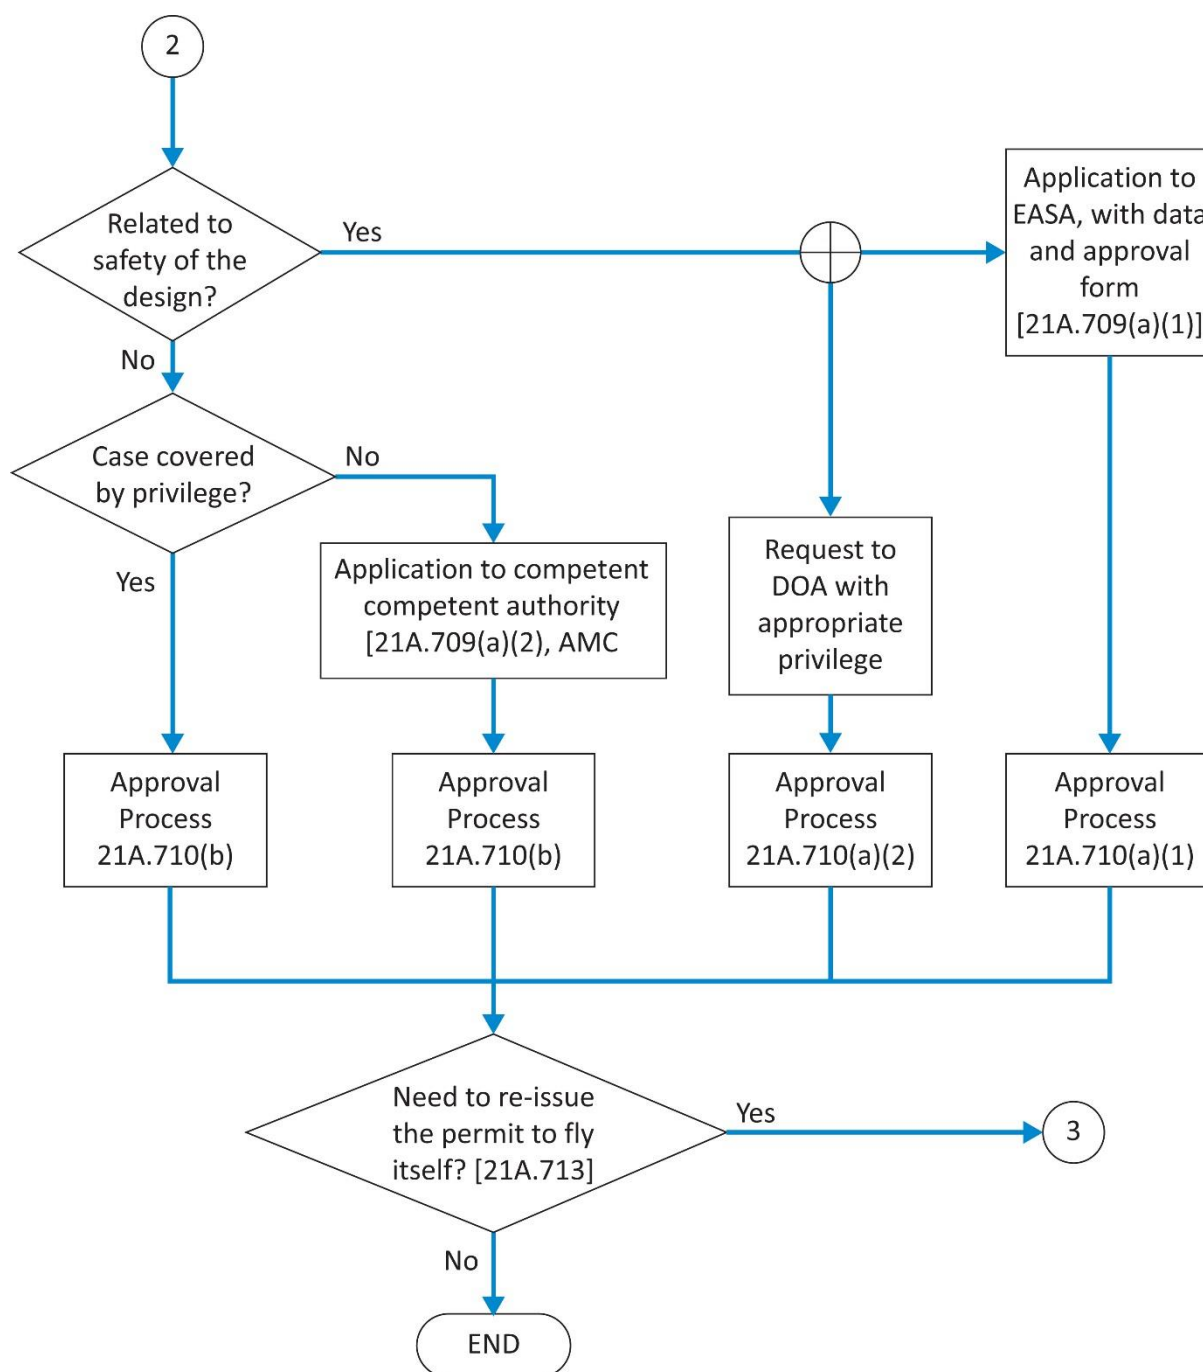 2
Related to
safety of the
design?
Yes
No
Application to
EASA, with data
and approval
form
[21A.709(a)(1)]
Case covered
by privilege?
No
Yes
Application to competent
competent authority
[21A.709(a)(2), AMC
Request to
DOA with
appropriate
privilege
Approval
Process
21A.710(b)
Approval
Process
21A.710(b)
Approval
Process
21A.710(a)(2)
Approval
Process
21A.710(a)(1)
Need to re-issue
the permit to fly
itself? [21A.713]
Yes
3
No
END